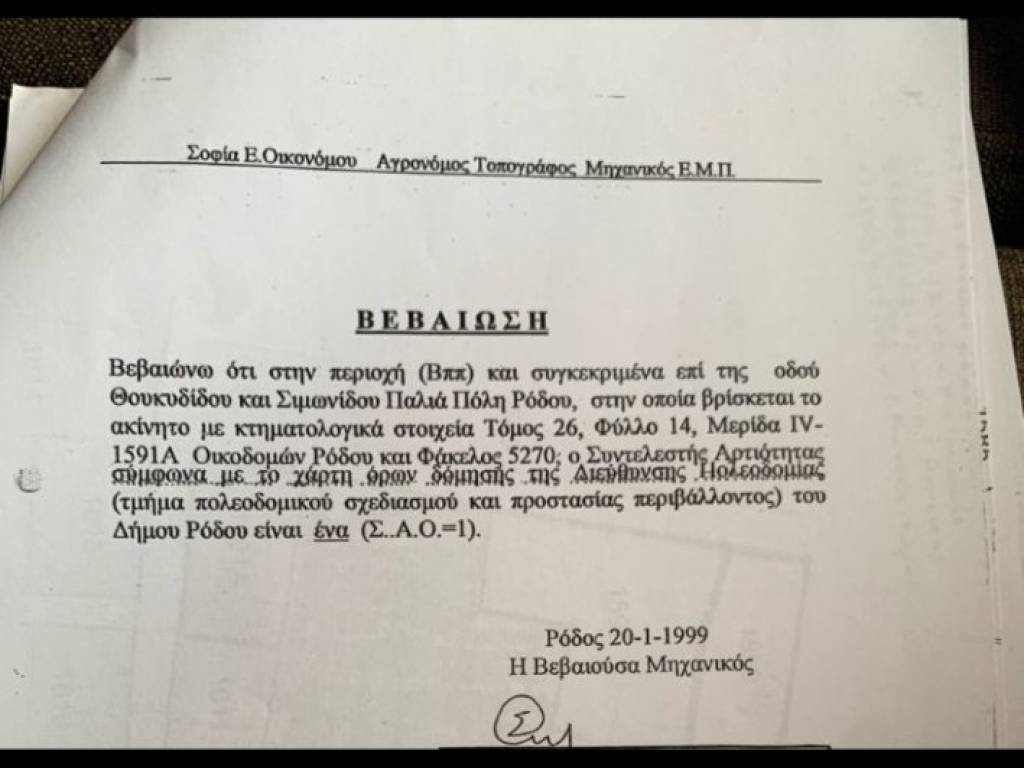 Σοφία Ε.Οικονόμου Αγρονόμος Τοπογράφος Μηχανικός Ε.Μ.Π.
ΒΕΒΑΙΩΣΗ
Βεβαιώνω ότι στην περιοχή (Βππ) και συγκεκριμένα επί της οδού
Θουκυδίδου και Σιμωνίδου Παλιά Πόλη Ρόδου, στην οποία βρίσκεται το
ακίνητο με κτηματολογικά στοιχεία Τόμος 26, Φύλλο 14, Μερίδα IV-
1591Α Οικοδομών Ρόδου και Φάκελος 5270; ο Συντελεστής Αρτιότητας
σύμφωνα με το χάρτη όρων δόμησης της Διεύθυνσης Πολεοδομίας
(τμήμα πολεοδομικού σχεδιασμού και προστασίας περιβάλλοντος) του
Δήμου Ρόδου είναι ένα (Σ..Α.Ο.=1).
Ρόδος 20-1-1999
Η Βεβαιούσα Μηχανικός